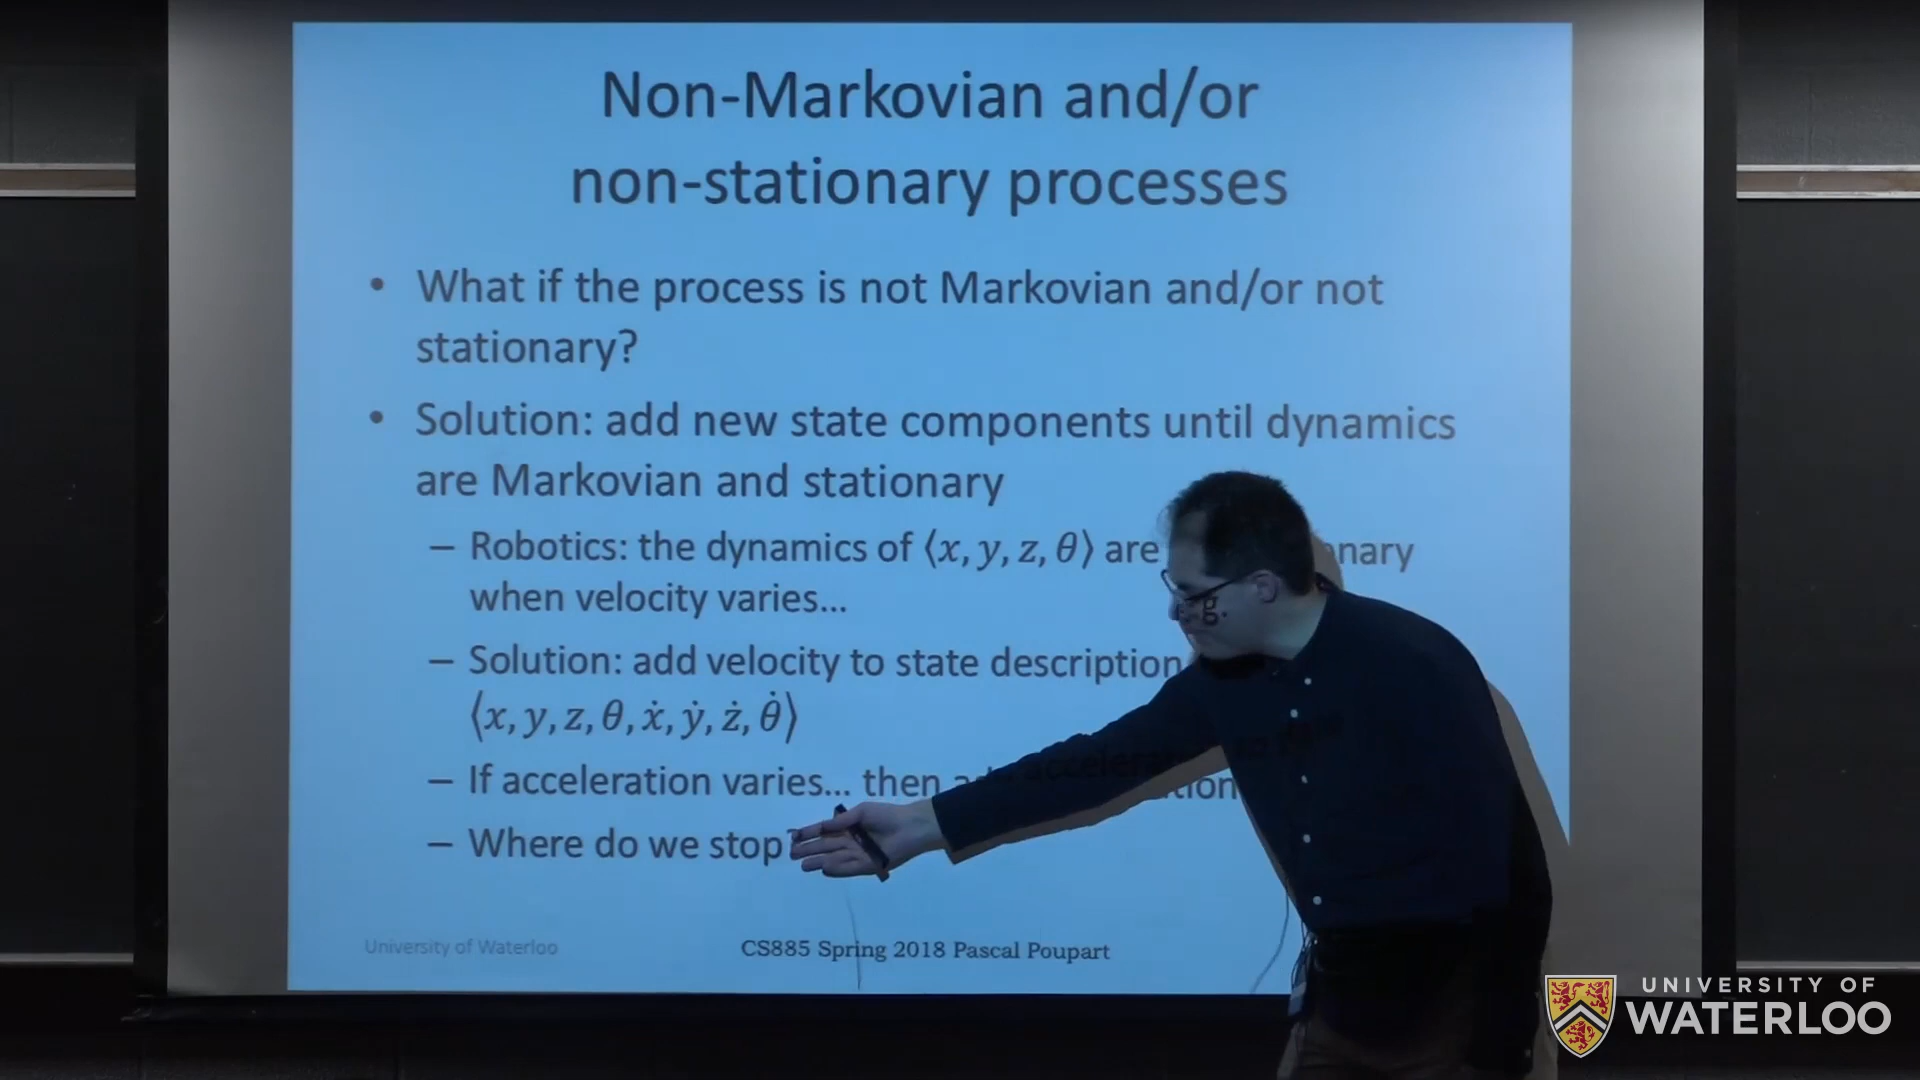 Non-Markovian and/or
non-stationary processes
• What if the process is not Markovian and/or not
stationary?
• Solution: add new state components until dynamics
are Markovian and stationary
– Robotics: the dynamics of ⟨x, y, z, θ⟩ are
when velocity varies…
– Solution: add velocity to state description
⟨x, y, z, θ, ẋ, ẏ, ż, θ̇⟩
– If acceleration varies… then
– Where do we stop?
University of Waterloo
CS885 Spring 2018 Pascal Poupart
UNIVERSITY OF
WATERLOO